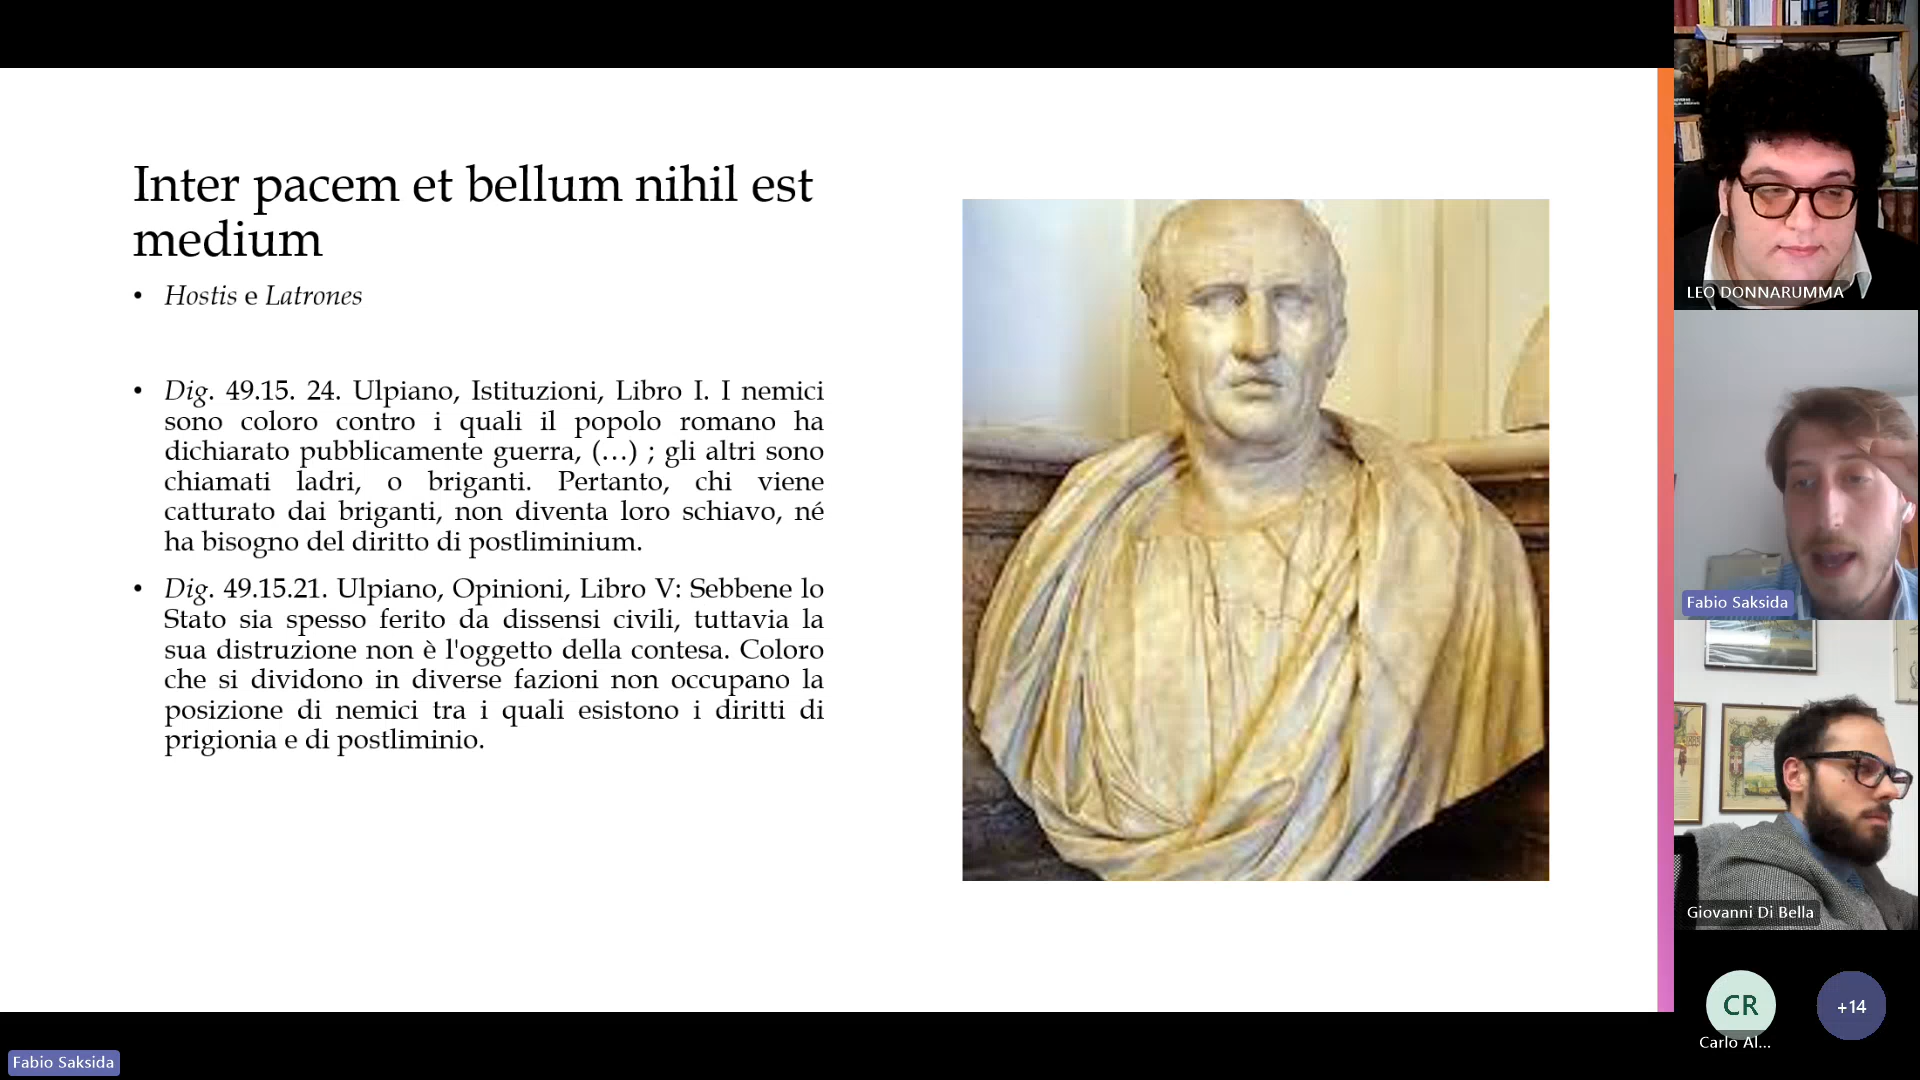 Inter pacem et bellum nihil est
medium
• Hostis e Latrones
• Dig. 49.15. 24. Ulpiano, Istituzioni, Libro I. I nemici
sono coloro contro i quali il popolo romano ha
dichiarato pubblicamente guerra, (…) ; gli altri sono
chiamati ladri, o briganti. Pertanto, chi viene
catturato dai briganti, non diventa loro schiavo, né
ha bisogno del diritto di postliminium.
• Dig. 49.15.21. Ulpiano, Opinioni, Libro V: Sebbene lo
Stato sia spesso ferito da dissensi civili, tuttavia la
sua distruzione non è l'oggetto della contesa. Coloro
che si dividono in diverse fazioni non occupano la
posizione di nemici tra i quali esistono i diritti di
prigionia e di postliminio.
LEO DONNARUMMA
Fabio Saksida
Giovanni Di Bella
CR
+14
Carlo Al...
Fabio Saksida